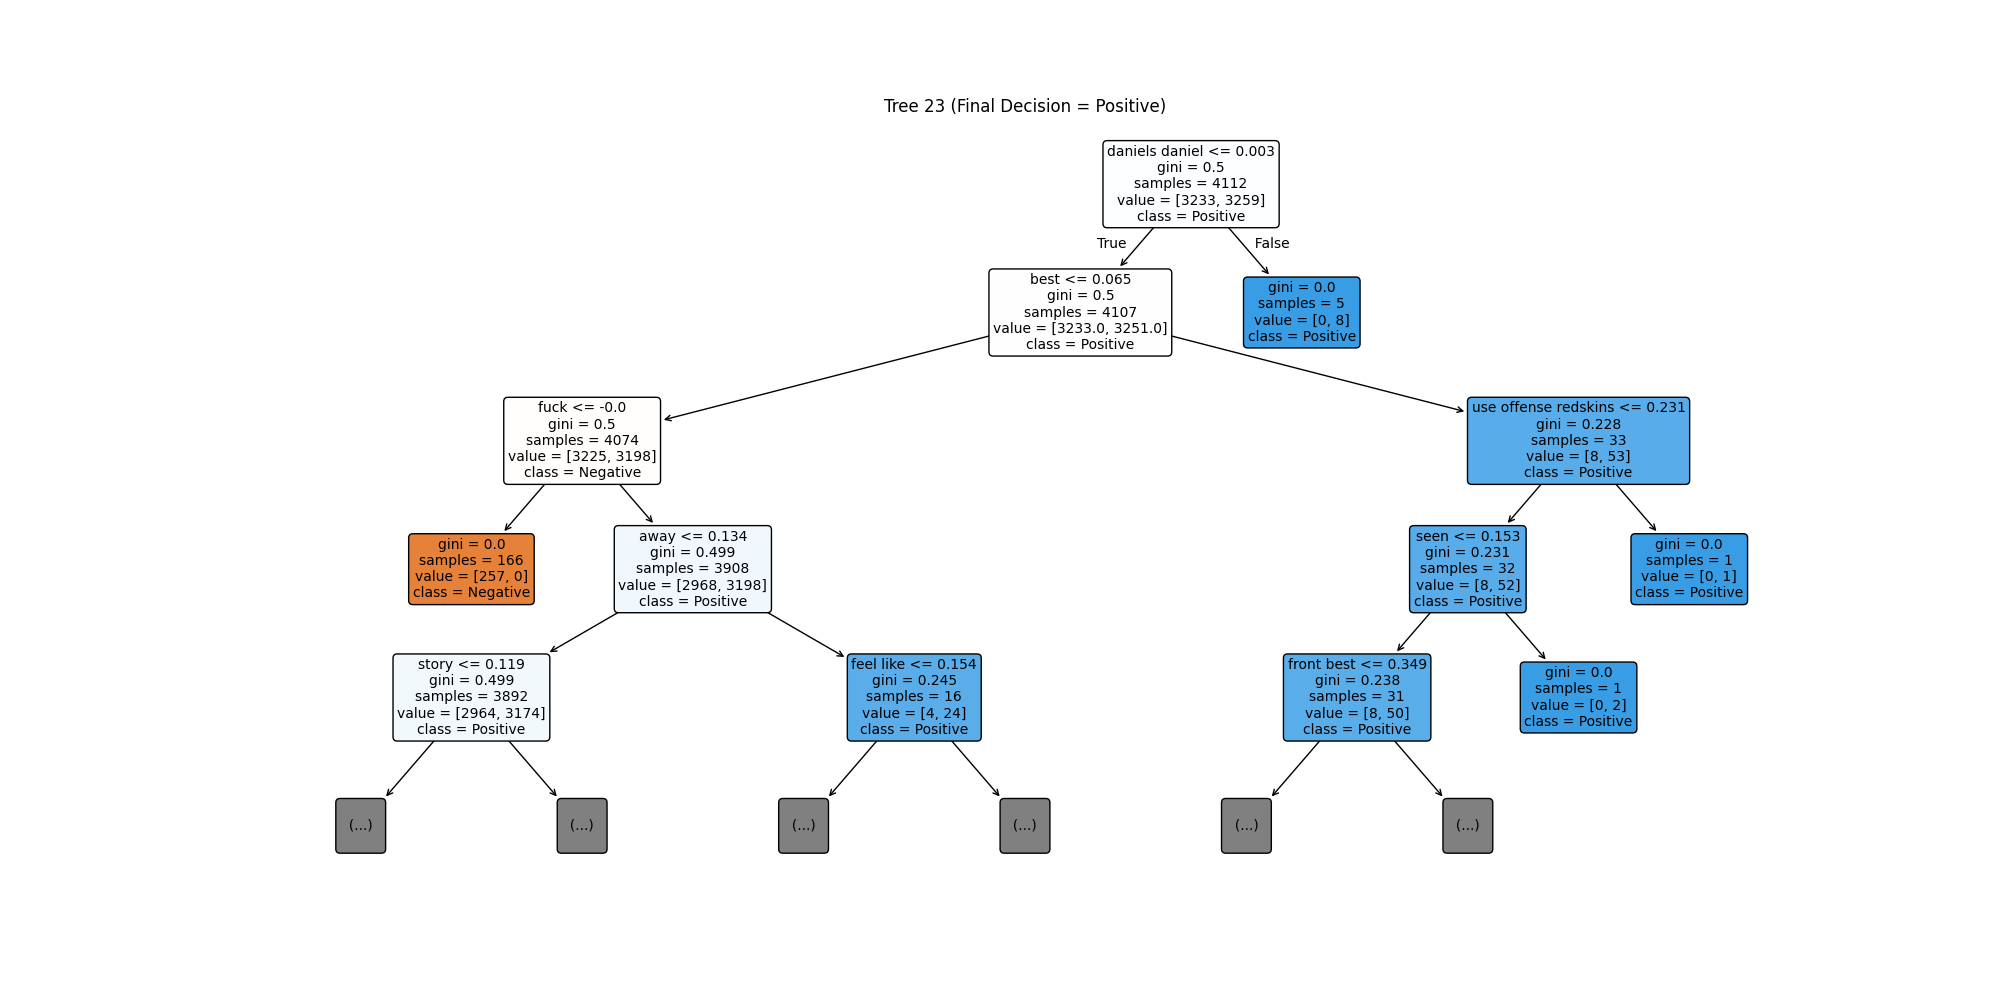 Tree 23 (Final Decision = Positive)
daniels daniel <= 0.003
gini = 0.5
samples = 4112
value = [3233, 3259]
class = Positive
True
False
best <= 0.065
gini = 0.5
samples = 4107
value = [3233.0, 3251.0]
class = Positive
gini = 0.0
samples = 5
value = [0, 8]
class = Positive
fuck <= -0.0
gini = 0.5
samples = 4074
value = [3225, 3198]
class = Negative
use offense redskins <= 0.231
gini = 0.228
samples = 33
value = [8, 53]
class = Positive
gini = 0.0
samples = 166
value = [257, 0]
class = Negative
away <= 0.134
gini = 0.499
samples = 3908
value = [2968, 3198]
class = Positive
seen <= 0.153
gini = 0.231
samples = 32
value = [8, 52]
class = Positive
gini = 0.0
samples = 1
value = [0, 1]
class = Positive
story <= 0.119
gini = 0.499
samples = 3892
value = [2964, 3174]
class = Positive
feel like <= 0.154
gini = 0.245
samples = 16
value = [4, 24]
class = Positive
front best <= 0.349
gini = 0.238
samples = 31
value = [8, 50]
class = Positive
gini = 0.0
samples = 1
value = [0, 2]
class = Positive
(...)
(...)
(...)
(...)
(...)
(...)